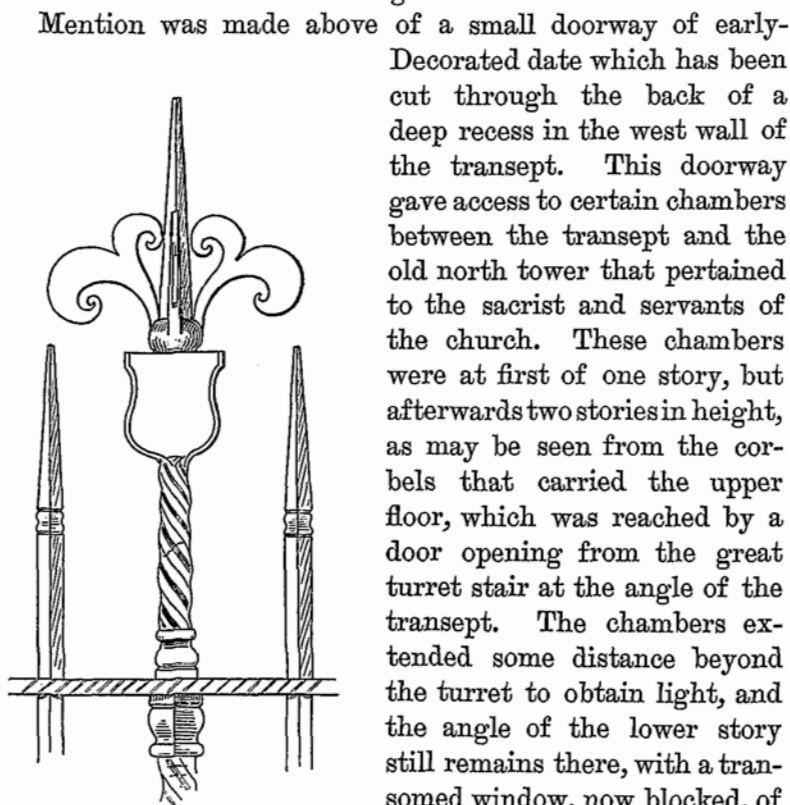 Mention was made above of a small doorway of early-
Decorated date which has been
cut through the back of a
deep recess in the west wall of
the transept. This doorway
gave access to certain chambers
between the transept and the
old north tower that pertained
to the sacrist and servants of
the church. These chambers
were at first of one story, but
afterwards two stories in height,
as may be seen from the cor-
bels that carried the upper
floor, which was reached by a
door opening from the great
turret stair at the angle of the
transept. The chambers ex-
tended some distance beyond
the turret to obtain light, and
the angle of the lower story
still remains there, with a tran-
somed window, now blocked, of